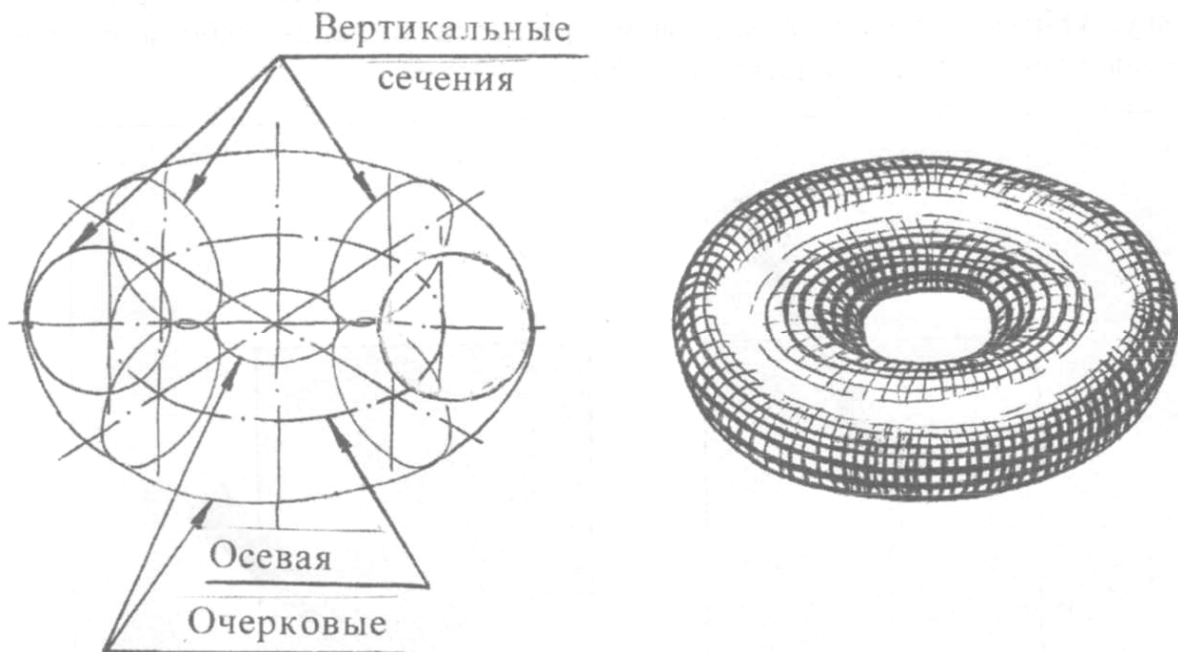 Вертикальные
сечения
Осевая
Очерковые